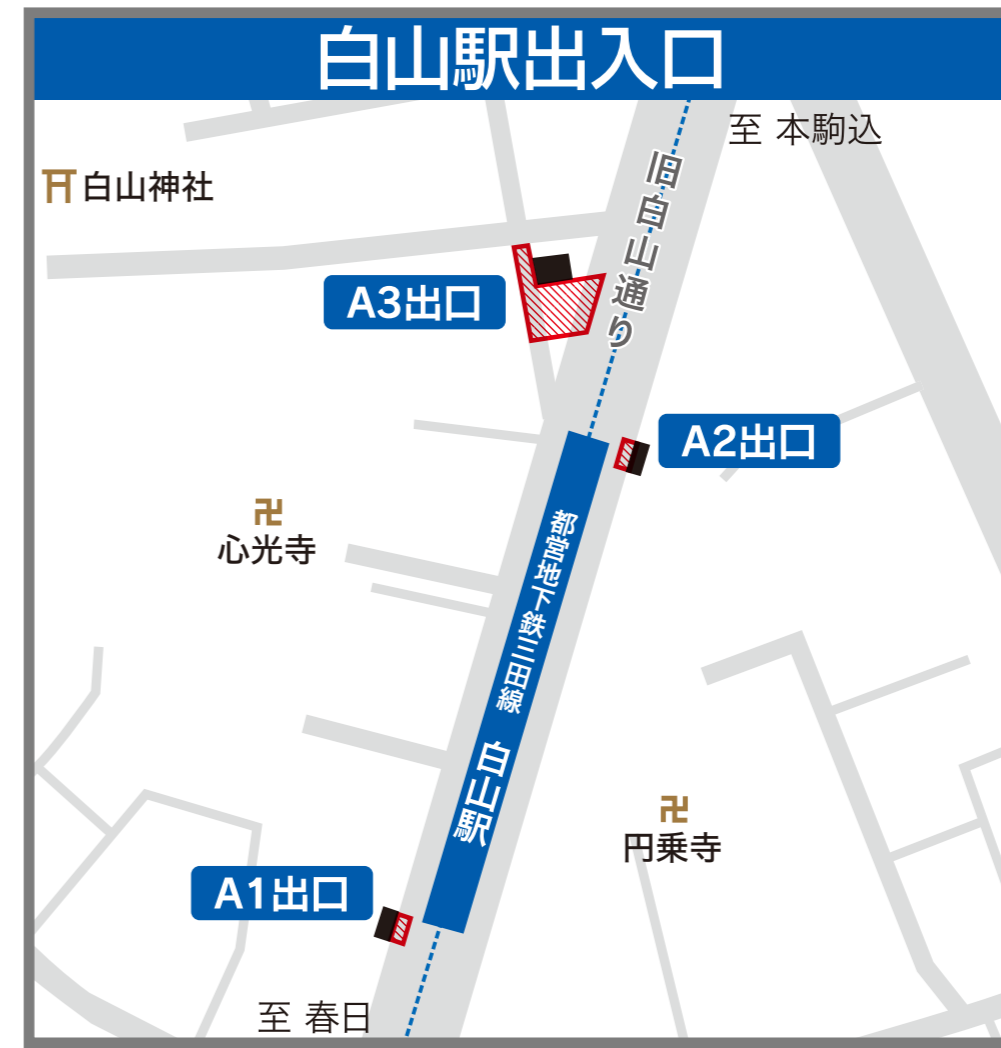 白山駅出入口
至 本駒込
旧白山通り
白山神社
A3出口
A2出口
心光寺
都営地下鉄三田線 白山駅
円乗寺
A1出口
至 春日